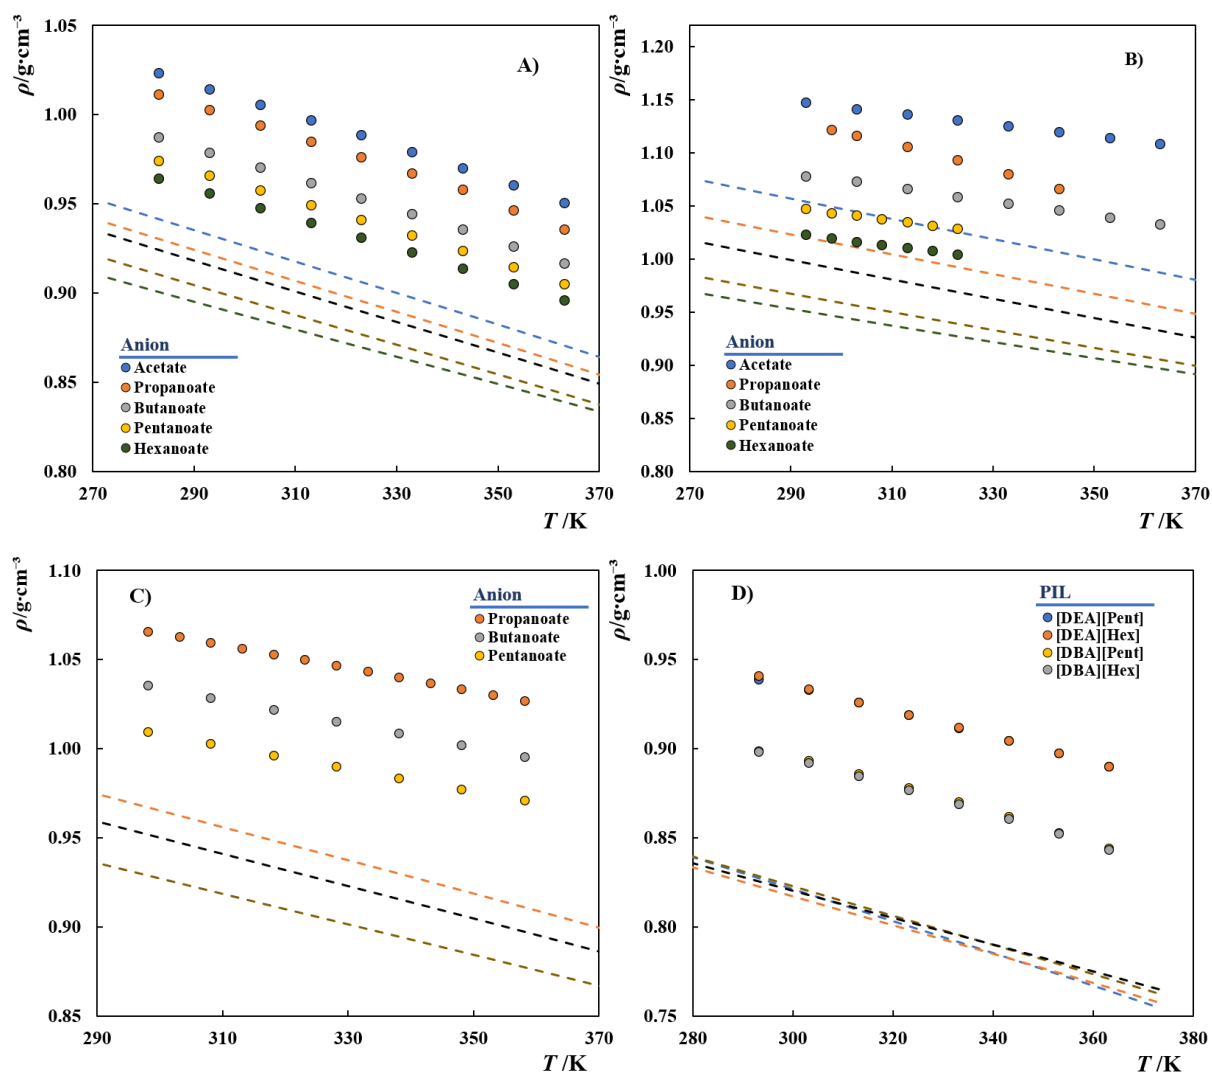 ρ/g·cm⁻³
1.05
1.00
0.95
0.90
0.85
0.80
A)
Anion
Acetate
Propanoate
Butanoate
Pentanoate
Hexanoate
270 290 310 330 350 370
T /K
ρ/g·cm⁻³
1.20
1.15
1.10
1.05
1.00
0.95
0.90
0.85
0.80
B)
Anion
Acetate
Propanoate
Butanoate
Pentanoate
Hexanoate
270 290 310 330 350 370
T /K
ρ/g·cm⁻³
1.10
1.05
1.00
0.95
0.90
0.85
C)
Anion
Propanoate
Butanoate
Pentanoate
290 310 330 350 370
T /K
ρ/g·cm⁻³
1.00
0.95
0.90
0.85
0.80
0.75
D)
PIL
[DEA][Pent]
[DEA][Hex]
[DBA][Pent]
[DBA][Hex]
280 300 320 340 360 380
T /K